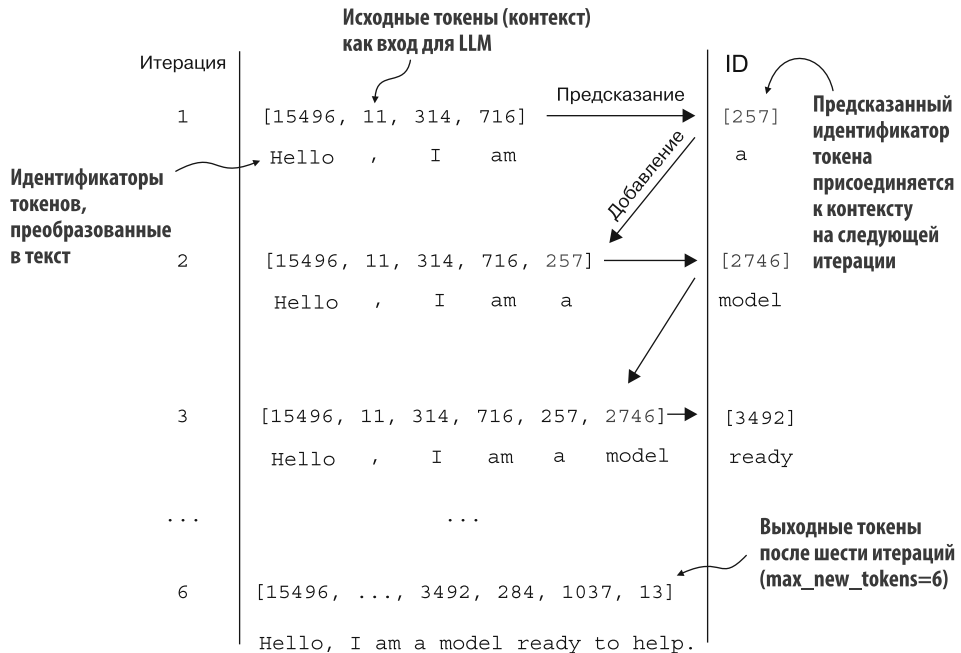 Исходные токены (контекст)
как вход для LLM
Итерация
ID
1
[15496, 11, 314, 716]
Предсказание
[257]
Hello , I am
a
Предсказанный
идентификатор
токена
присоединяется
к контексту
на следующей
итерации
Идентификаторы
токенов,
преобразованные
в текст
Добавление
2
[15496, 11, 314, 716, 257]
[2746]
Hello , I am a
model
3
[15496, 11, 314, 716, 257, 2746]
[3492]
Hello , I am a model
ready
...
...
Выходные токены
после шести итераций
(max_new_tokens=6)
6
[15496, ..., 3492, 284, 1037, 13]
Hello, I am a model ready to help.